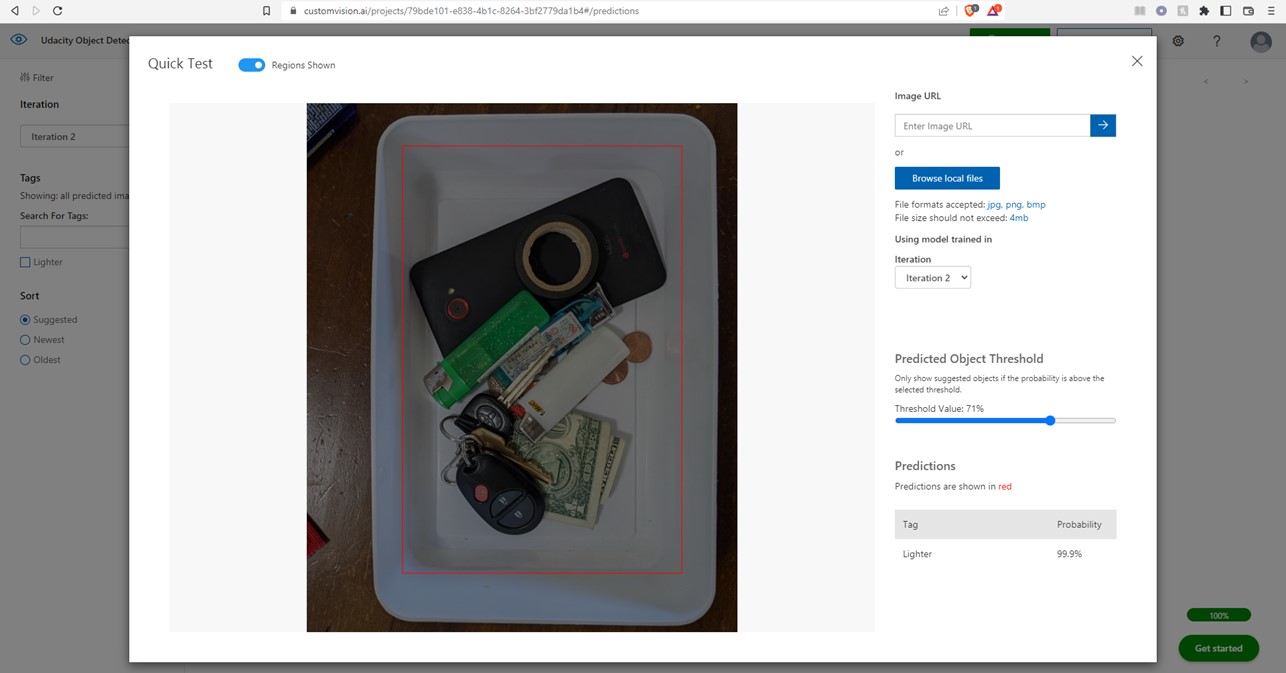 customvision.ai/projects/79bde101-e838-4b1c-8264-3bf2779da1b4#/predictions
Udacity Object Detec
Quick Test
Regions Shown
Filter
Iteration
Iteration 2
Tags
Showing: all predicted ima
Search For Tags:
Lighter
Sort
Suggested
Newest
Oldest
Image URL
Enter Image URL
or
Browse local files
File formats accepted: jpg, png, bmp
File size should not exceed: 4mb
Using model trained in
Iteration
Iteration 2
Predicted Object Threshold
Only show suggested objects if the probability is above the
selected threshold.
Threshold Value: 71%
Predictions
Predictions are shown in red
Tag Probability
Lighter 99.9%
100%
Get started